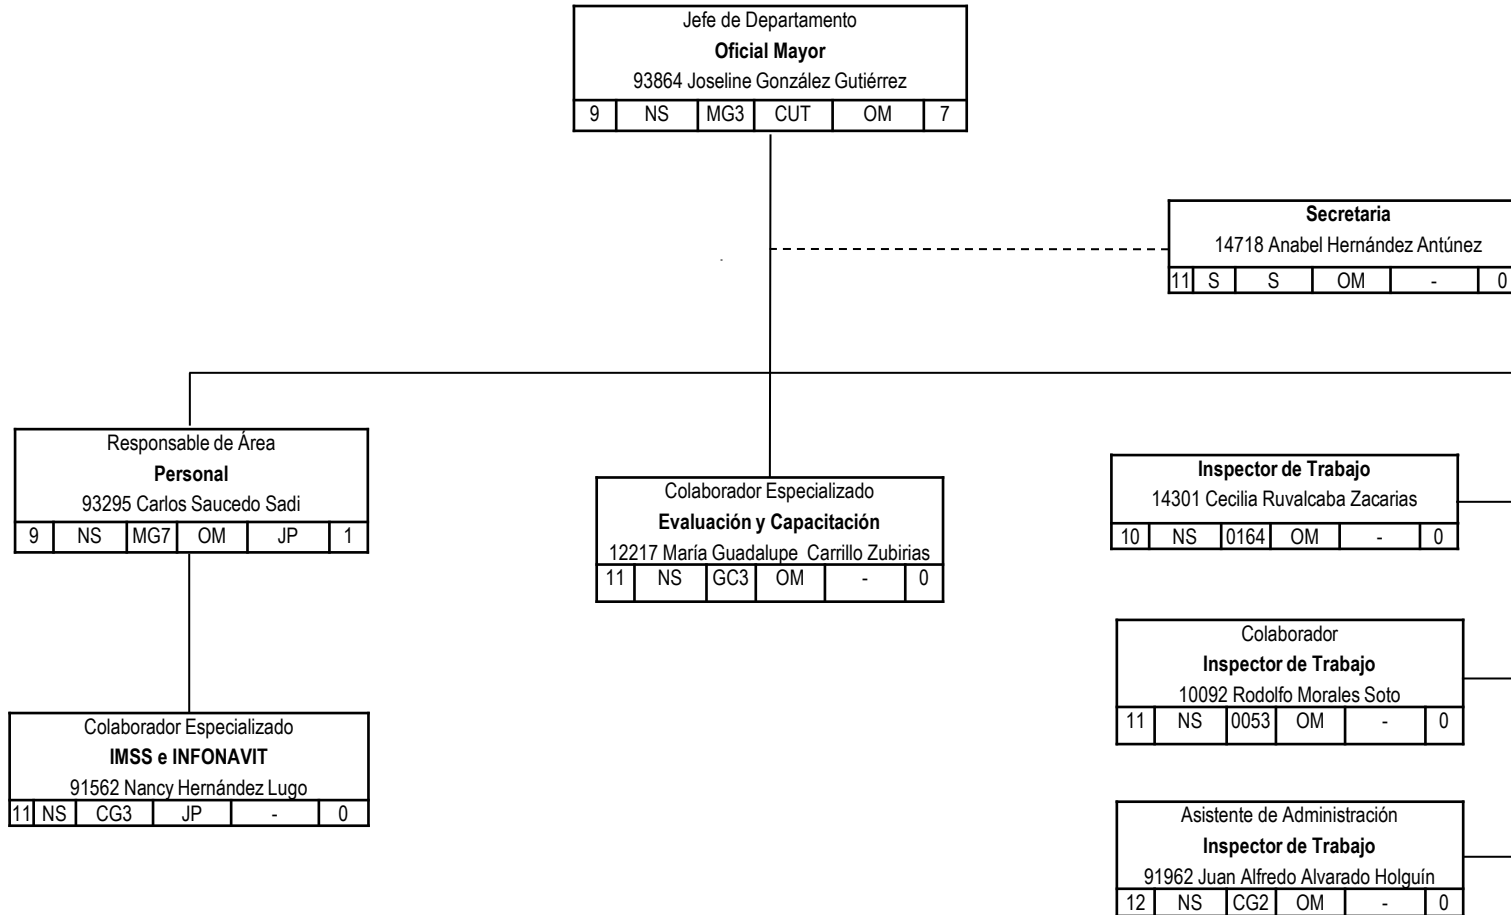 Jefe de Departamento
Oficial Mayor
93864 Joseline González Gutiérrez
9 NS MG3 CUT OM 7
Secretaria
14718 Anabel Hernández Antúnez
11 S S OM - 0
Responsable de Área
Personal
93295 Carlos Saucedo Sadi
9 NS MG7 OM JP 1
Colaborador Especializado
Evaluación y Capacitación
12217 María Guadalupe Carrillo Zubirias
11 NS GC3 OM - 0
Inspector de Trabajo
14301 Cecilia Ruvalcaba Zacarias
10 NS 0164 OM - 0
Colaborador
Inspector de Trabajo
10092 Rodolfo Morales Soto
11 NS 0053 OM - 0
Colaborador Especializado
IMSS e INFONAVIT
91562 Nancy Hernández Lugo
11 NS CG3 JP - 0
Asistente de Administración
Inspector de Trabajo
91962 Juan Alfredo Alvarado Holguín
12 NS CG2 OM - 0